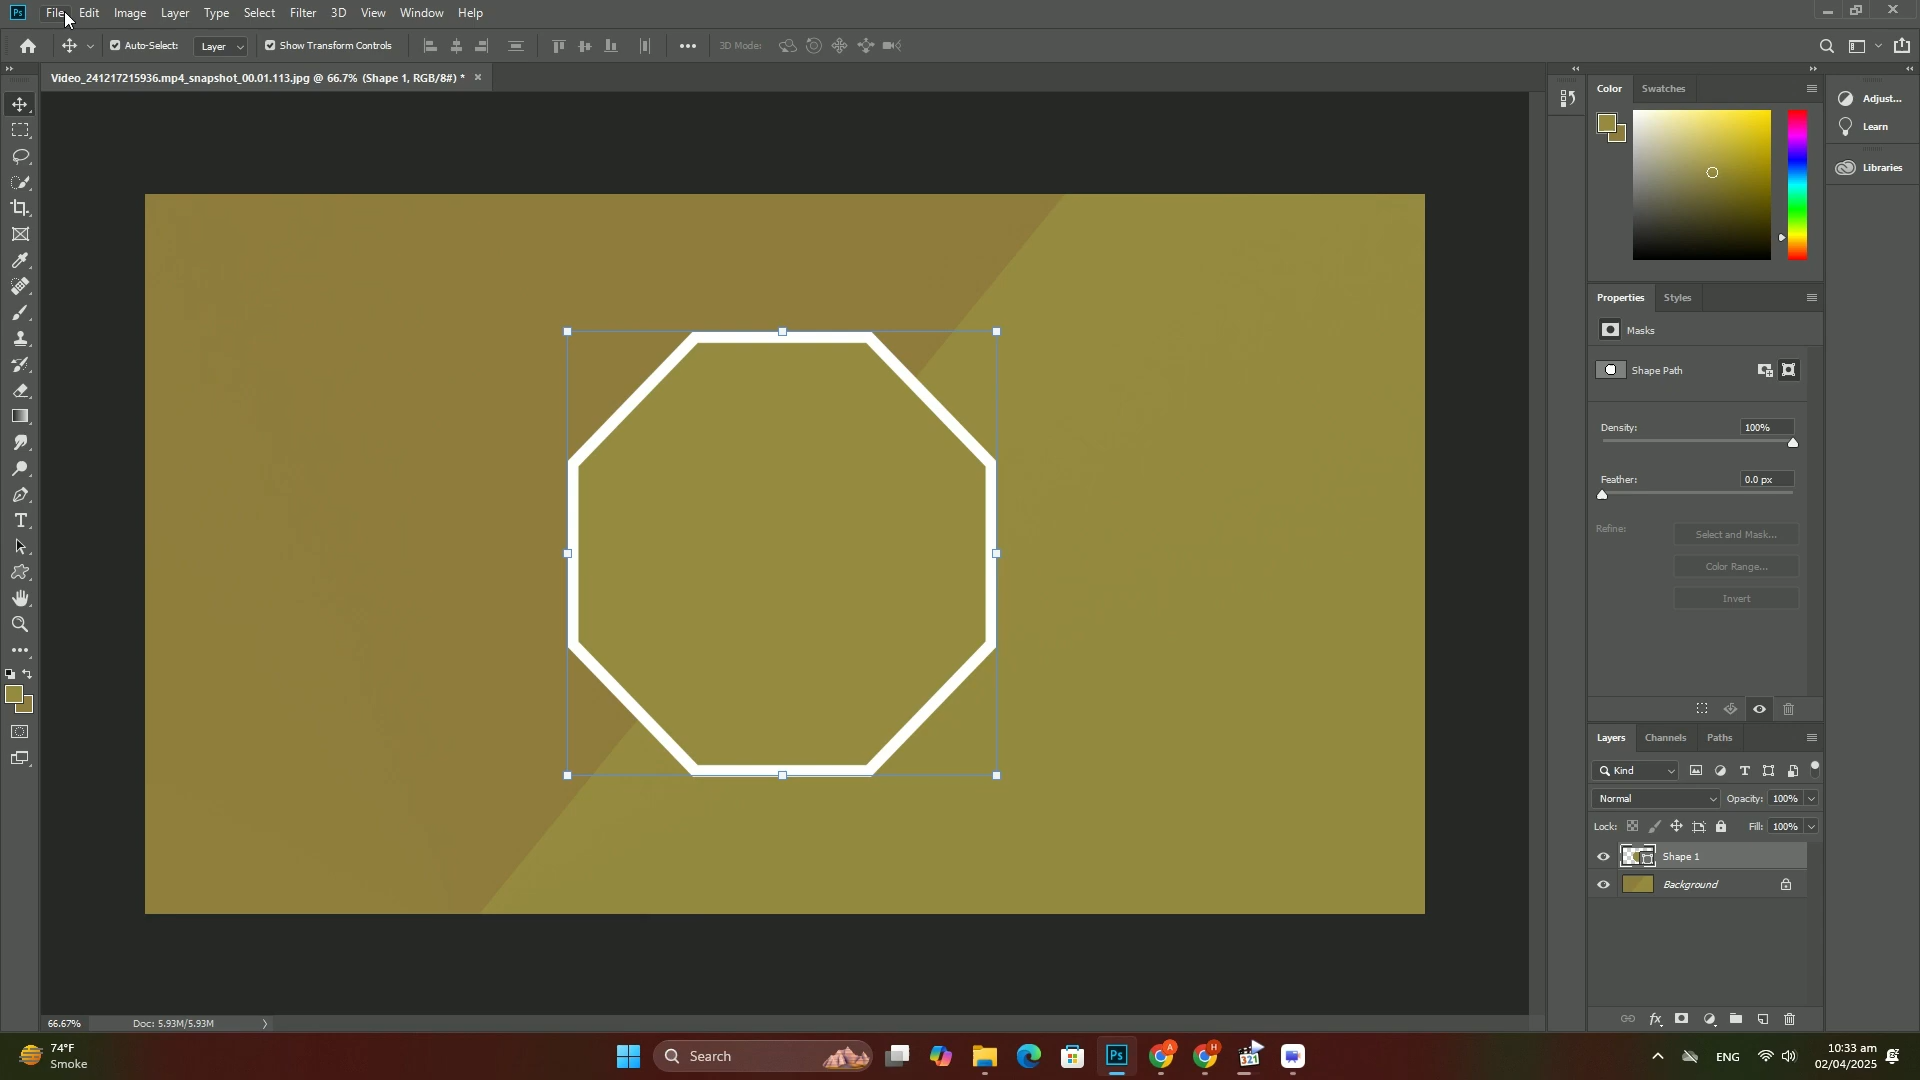 Ps File Edit Image Layer Type Select Filter 3D View Window Help
Auto-Select: Layer Show Transform Controls 3D Mode:
Video_241217215936.mp4_snapshot_00.01.113.jpg @ 66.7% (Shape 1, RGB/8#) * ×
Color Swatches
Adjust...
Learn
Libraries
Properties Styles
Masks
Shape Path
Density: 100%
Feather: 0.0 px
Refine: Select and Mask...
Color Range...
Invert
Layers Channels Paths
Kind
Normal Opacity: 100%
Lock: Fill: 100%
Shape 1
Background
66.67% Doc: 5.93M/5.93M
74°F
Smoke
Search
Ps
A
H
321
ENG
10:33 am
02/04/2025